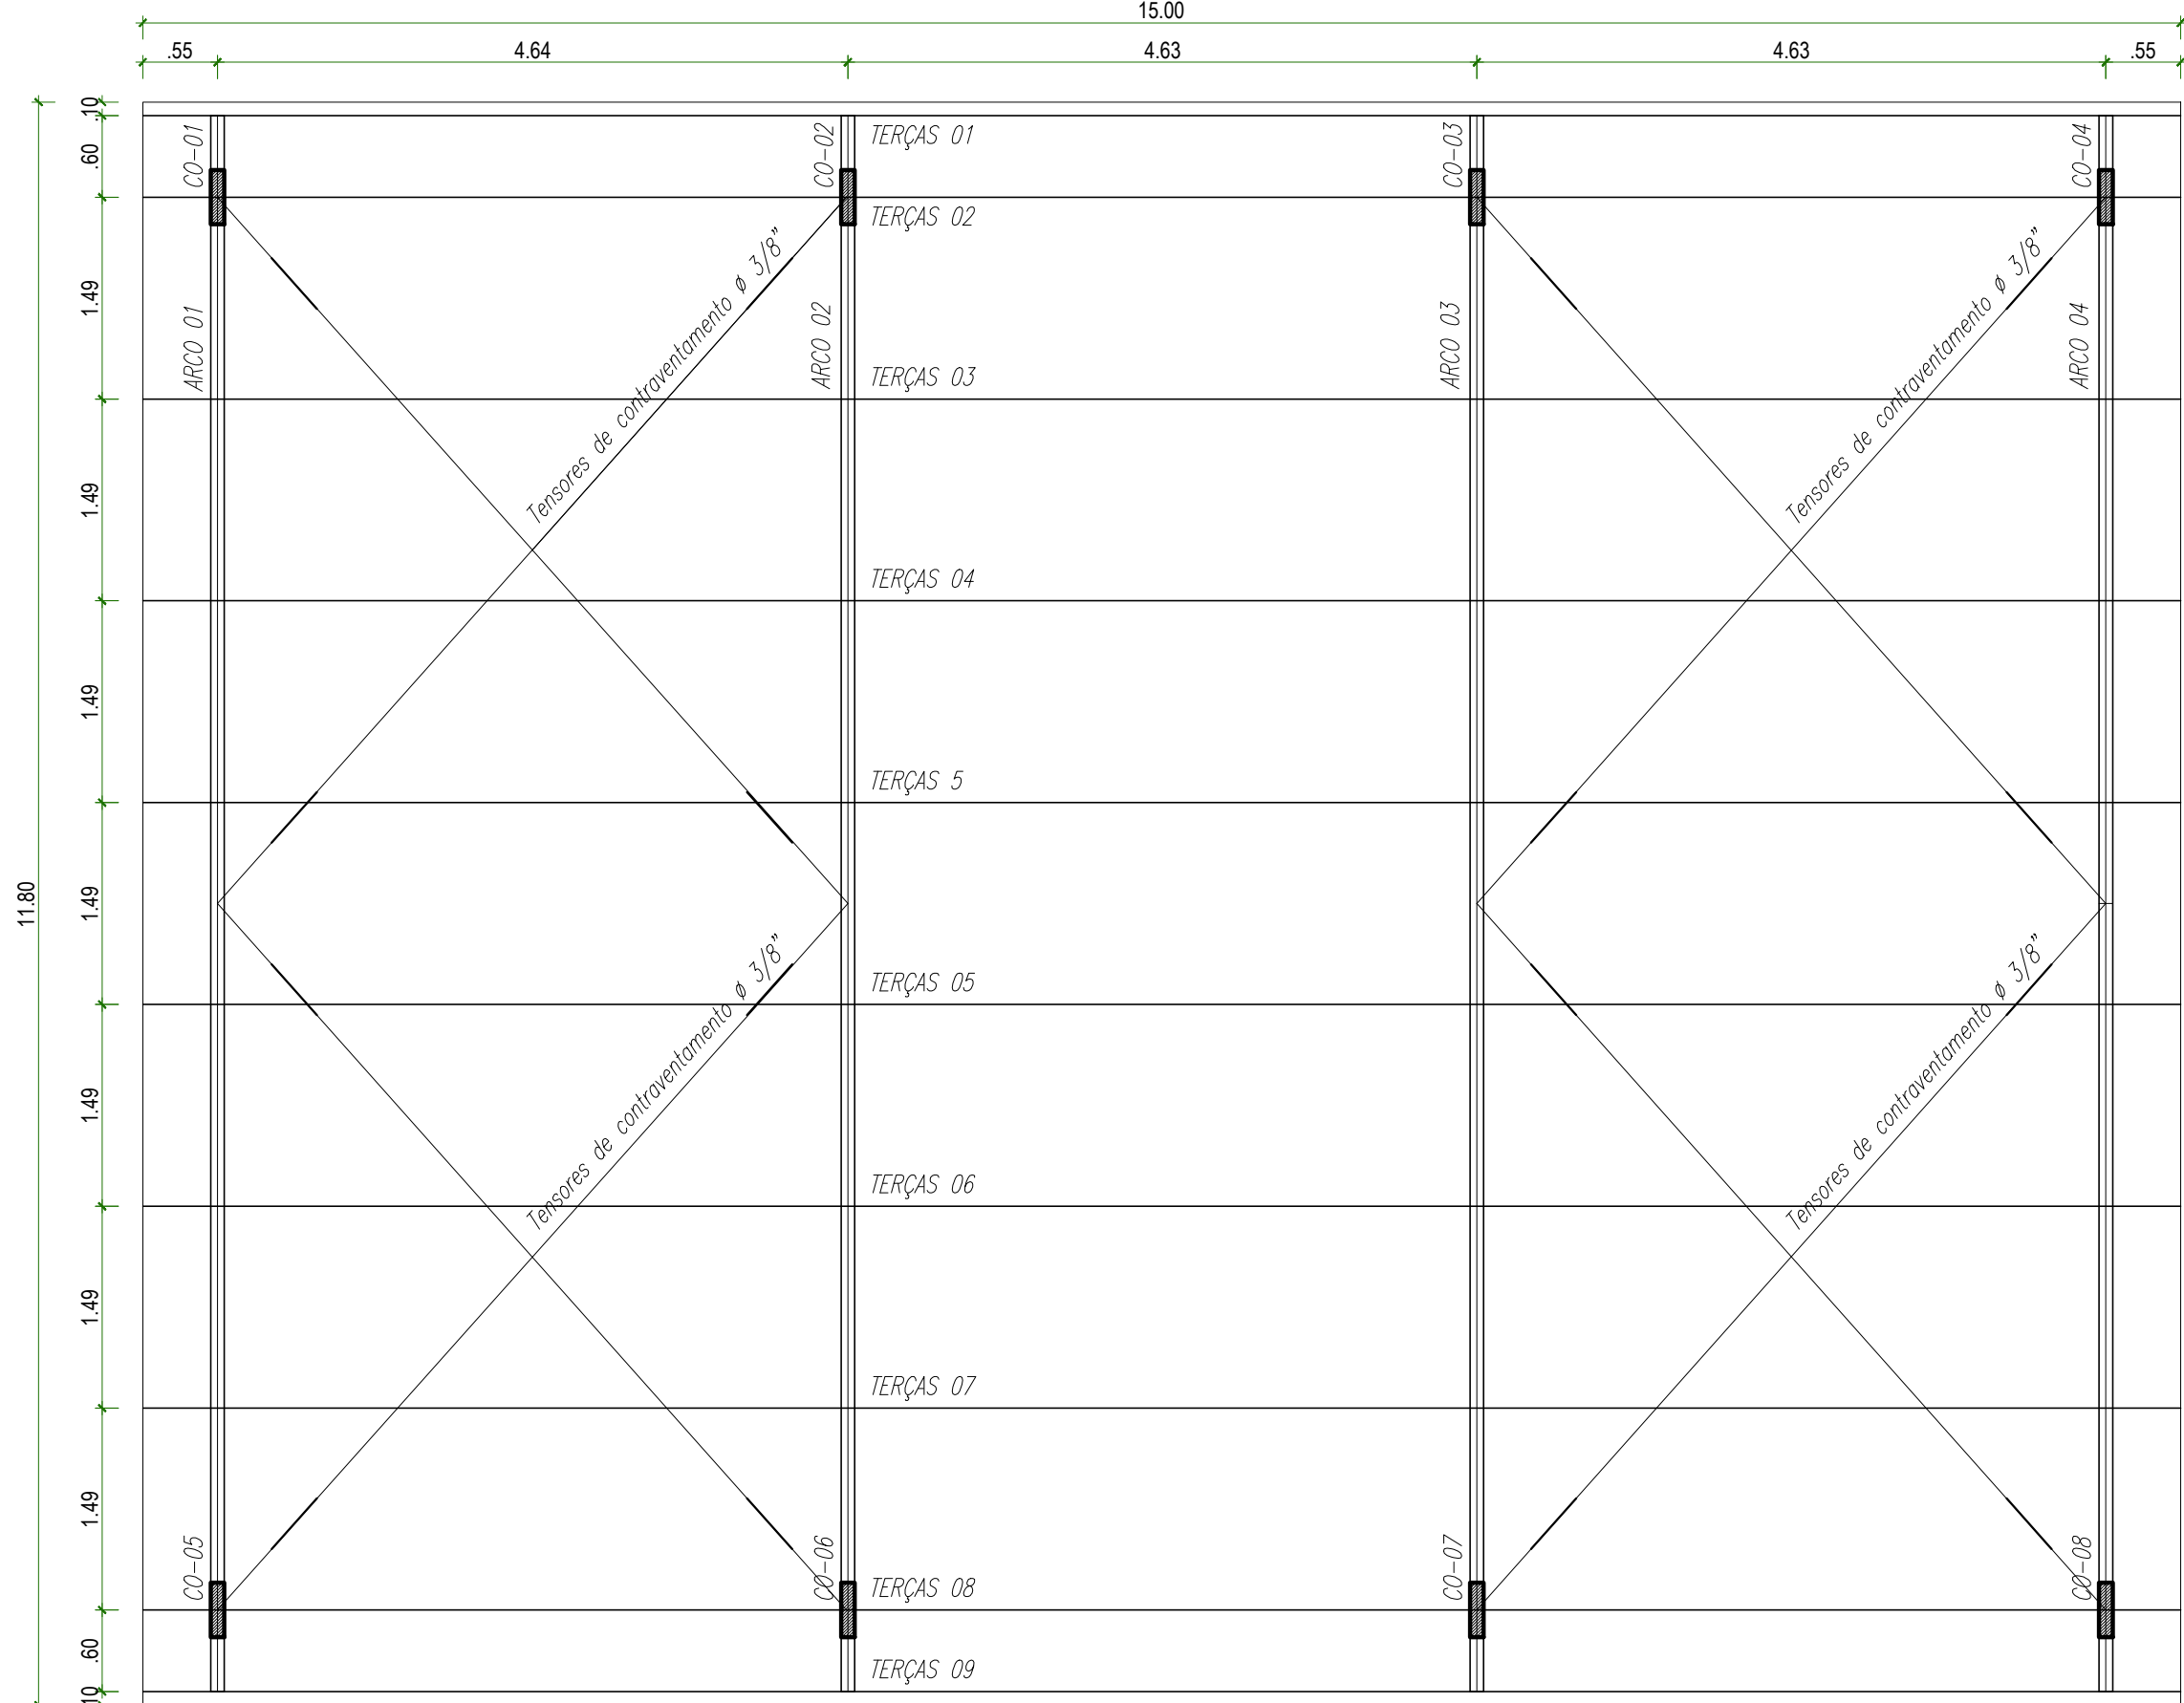 15.00
.55
4.64
4.63
4.63
.55
.10
.60
1.49
1.49
1.49
1.49
1.49
1.49
1.49
.60
10
11.80
CO-01
CO-02
CO-03
CO-04
TERÇAS 01
TERÇAS 02
ARCO 01
ARCO 02
ARCO 03
ARCO 04
Tensores de contraventamento ø 3/8"
Tensores de contraventamento ø 3/8"
TERÇAS 03
TERÇAS 04
TERÇAS 5
TERÇAS 05
Tensores de contraventamento ø 3/8"
Tensores de contraventamento ø 3/8"
TERÇAS 06
TERÇAS 07
CO-05
CO-06
CO-07
CO-08
TERÇAS 08
TERÇAS 09